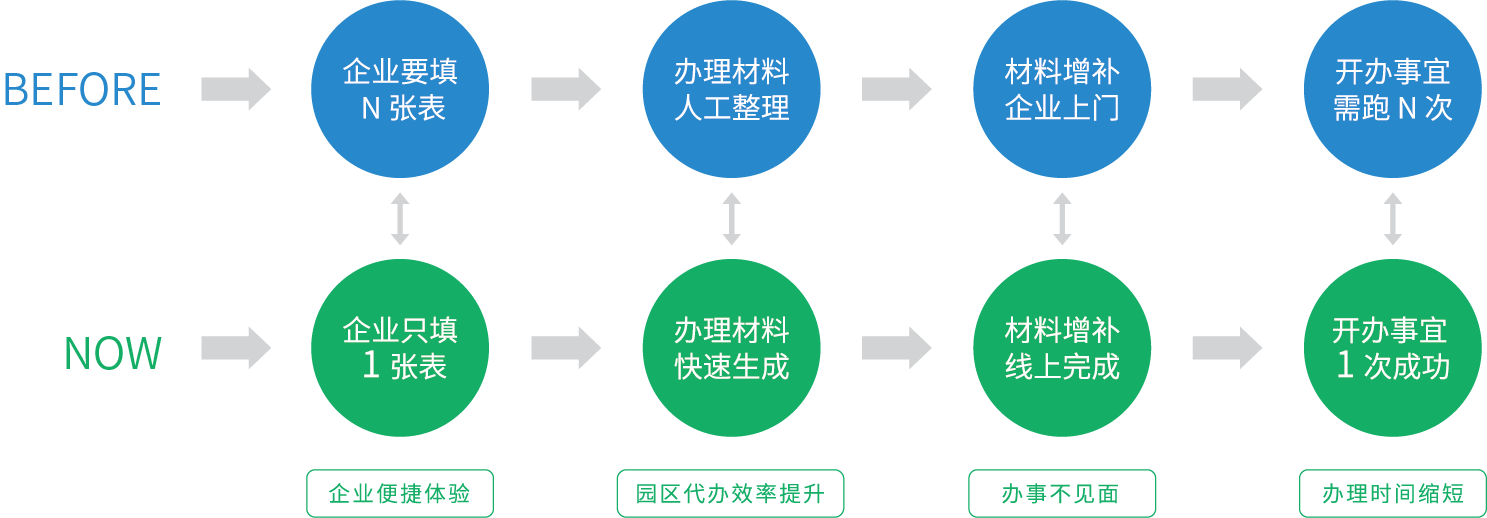 BEFORE
企业要填
N 张表
办理材料
人工整理
材料增补
企业上门
开办事宜
需跑 N 次
NOW
企业只填
1 张表
办理材料
快速生成
材料增补
线上完成
开办事宜
1 次成功
企业便捷体验
园区代办效率提升
办事不见面
办理时间缩短